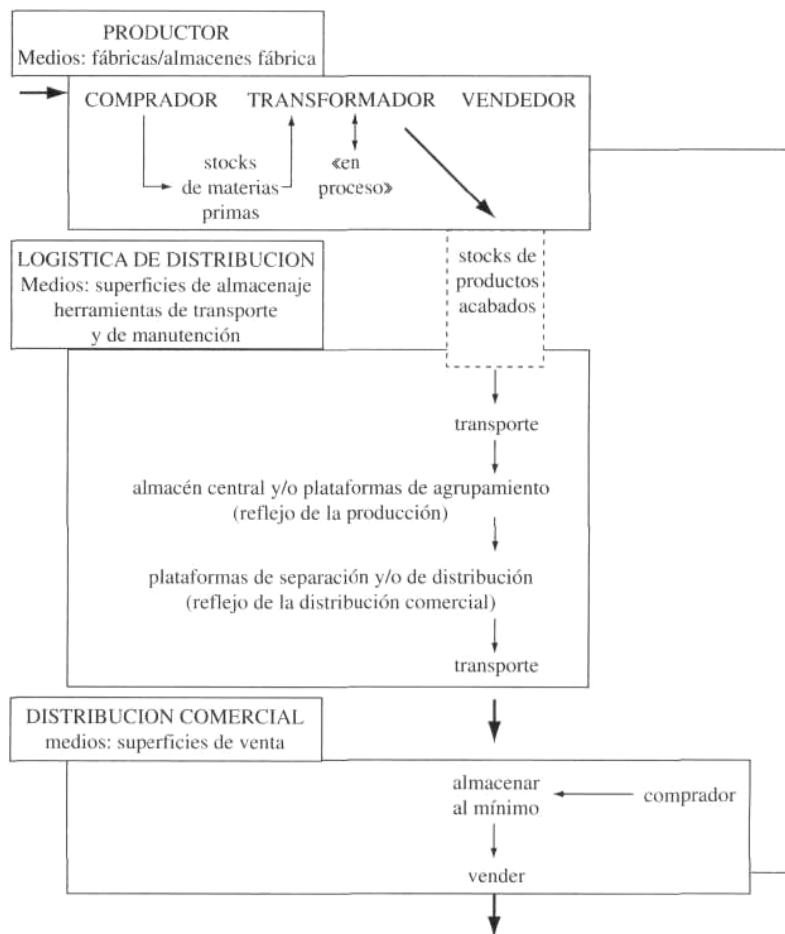 PRODUCTOR
Medios: fábricas/almacenes fábrica
COMPRADOR TRANSFORMADOR VENDEDOR
stocks
de materias
primas
«en
proceso»
LOGISTICA DE DISTRIBUCION
Medios: superficies de almacenaje
herramientas de transporte
y de manutención
stocks de
productos
acabados
transporte
almacén central y/o plataformas de agrupamiento
(reflejo de la producción)
plataformas de separación y/o de distribución
(reflejo de la distribución comercial)
transporte
DISTRIBUCION COMERCIAL
medios: superficies de venta
almacenar
al mínimo
comprador
vender